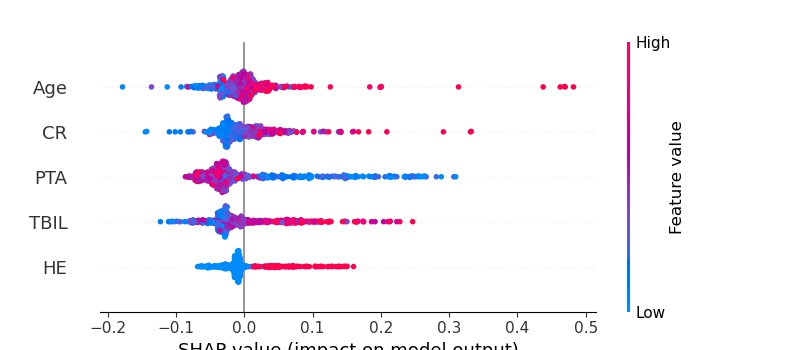 High
Age
CR
PTA
TBIL
HE
Feature value
Low
−0.2 −0.1 0.0 0.1 0.2 0.3 0.4 0.5
SHAP value (impact on model output)